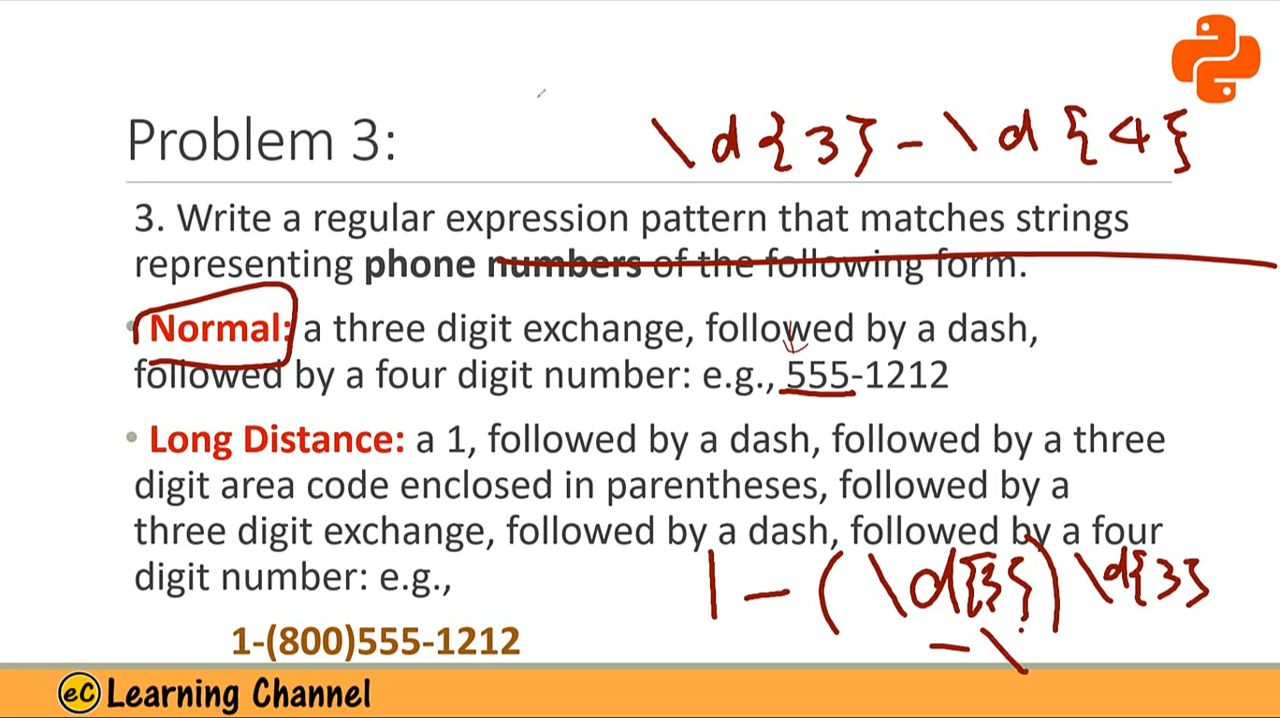 Problem 3:
\d{3}-\d{4}
3. Write a regular expression pattern that matches strings
representing phone numbers of the following form.
• Normal: a three digit exchange, followed by a dash,
followed by a four digit number: e.g., 555-1212
• Long Distance: a 1, followed by a dash, followed by a three
digit area code enclosed in parentheses, followed by a
three digit exchange, followed by a dash, followed by a four
digit number: e.g.,
1-(\d{3})\d{3}
-\
1-(800)555-1212
eC Learning Channel